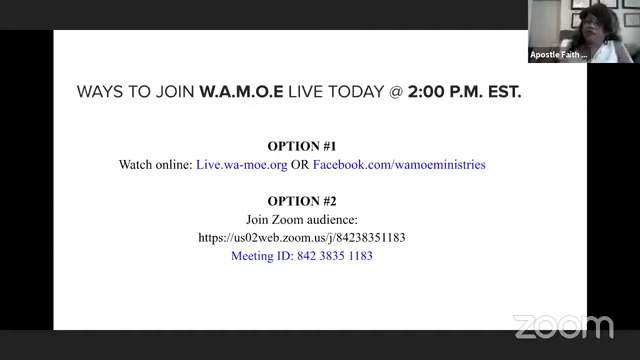 Apostle Faith ...
WAYS TO JOIN W.A.M.O.E LIVE TODAY @ 2:00 P.M. EST.
OPTION #1
Watch online: Live.wa-moe.org OR Facebook.com/wamoeministries
OPTION #2
Join Zoom audience:
https://us02web.zoom.us/j/84238351183
Meeting ID: 842 3835 1183
zoom